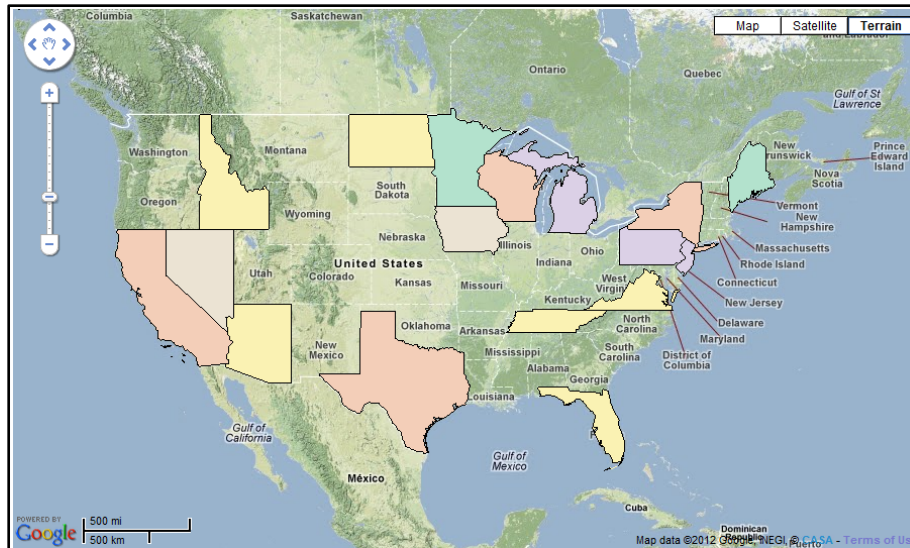 Columbia
Saskatchewan
Map
Satellite
Terrain
Ontario
Quebec
Gulf of St
Lawrence
Washington
Montana
New
Prince
Edward
Island
Nova
Scotia
South
Dakota
Oregon
Wyoming
Vermont
New
Hampshire
Nebraska
Illinois
Ohio
Massachusetts
Rhode Island
United States
Indiana
Utah
Colorado
Kansas
Missouri
West
Connecticut
New Jersey
Kentucky
Delaware
Maryland
Oklahoma
Arkansas
North
Carolina
New
Mexico
Mississippi
South
Carolina
District of
Columbia
Alabama
Georgia
Louisiana
Gulf of
California
Gulf of
Mexico
México
Cuba
POWERED BY
Google
500 mi
500 km
Dominican
Map data ©2012 Google, INEGI, © CASA - Terms of Us